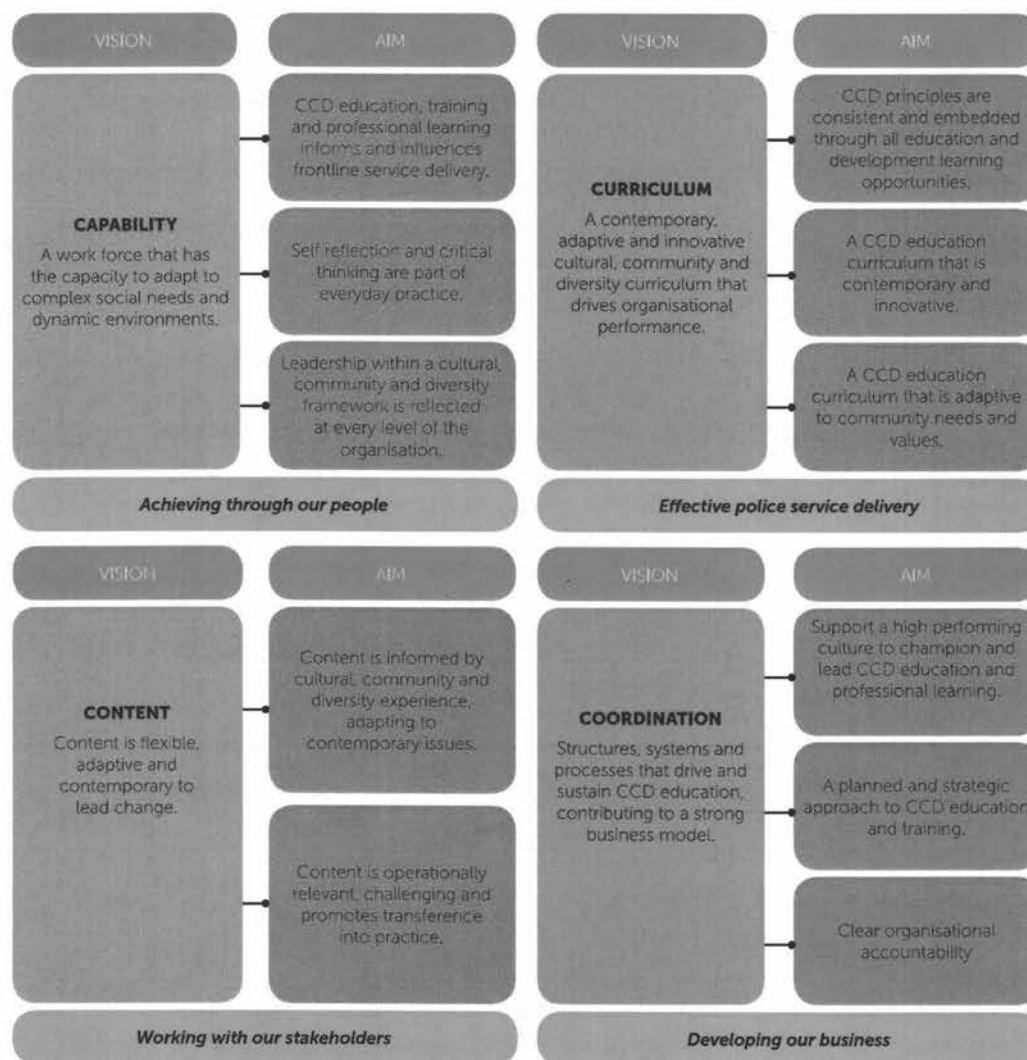 VISION
AIM
CAPABILITY
A work force that has
the capacity to adapt to
complex social needs and
dynamic environments.
CCD education, training
and professional learning
informs and influences
frontline service delivery.
Self reflection and critical
thinking are part of
everyday practice.
Leadership within a cultural,
community and diversity
framework is reflected
at every level of the
organisation.
Achieving through our people
VISION
AIM
CURRICULUM
A contemporary,
adaptive and innovative
cultural, community and
diversity curriculum that
drives organisational
performance.
CCD principles are
consistent and embedded
through all education and
development learning
opportunities.
A CCD education
curriculum that is
contemporary and
innovative.
A CCD education
curriculum that is adaptive
to community needs and
values.
Effective police service delivery
VISION
AIM
CONTENT
Content is flexible,
adaptive and
contemporary to
lead change.
Content is informed by
cultural, community and
diversity experience,
adapting to
contemporary issues.
Content is operationally
relevant, challenging and
promotes transference
into practice.
Working with our stakeholders
VISION
AIM
COORDINATION
Structures, systems and
processes that drive and
sustain CCD education,
contributing to a strong
business model.
Support a high performing
culture to champion and
lead CCD education and
professional learning.
A planned and strategic
approach to CCD education
and training.
Clear organisational
accountability
Developing our business